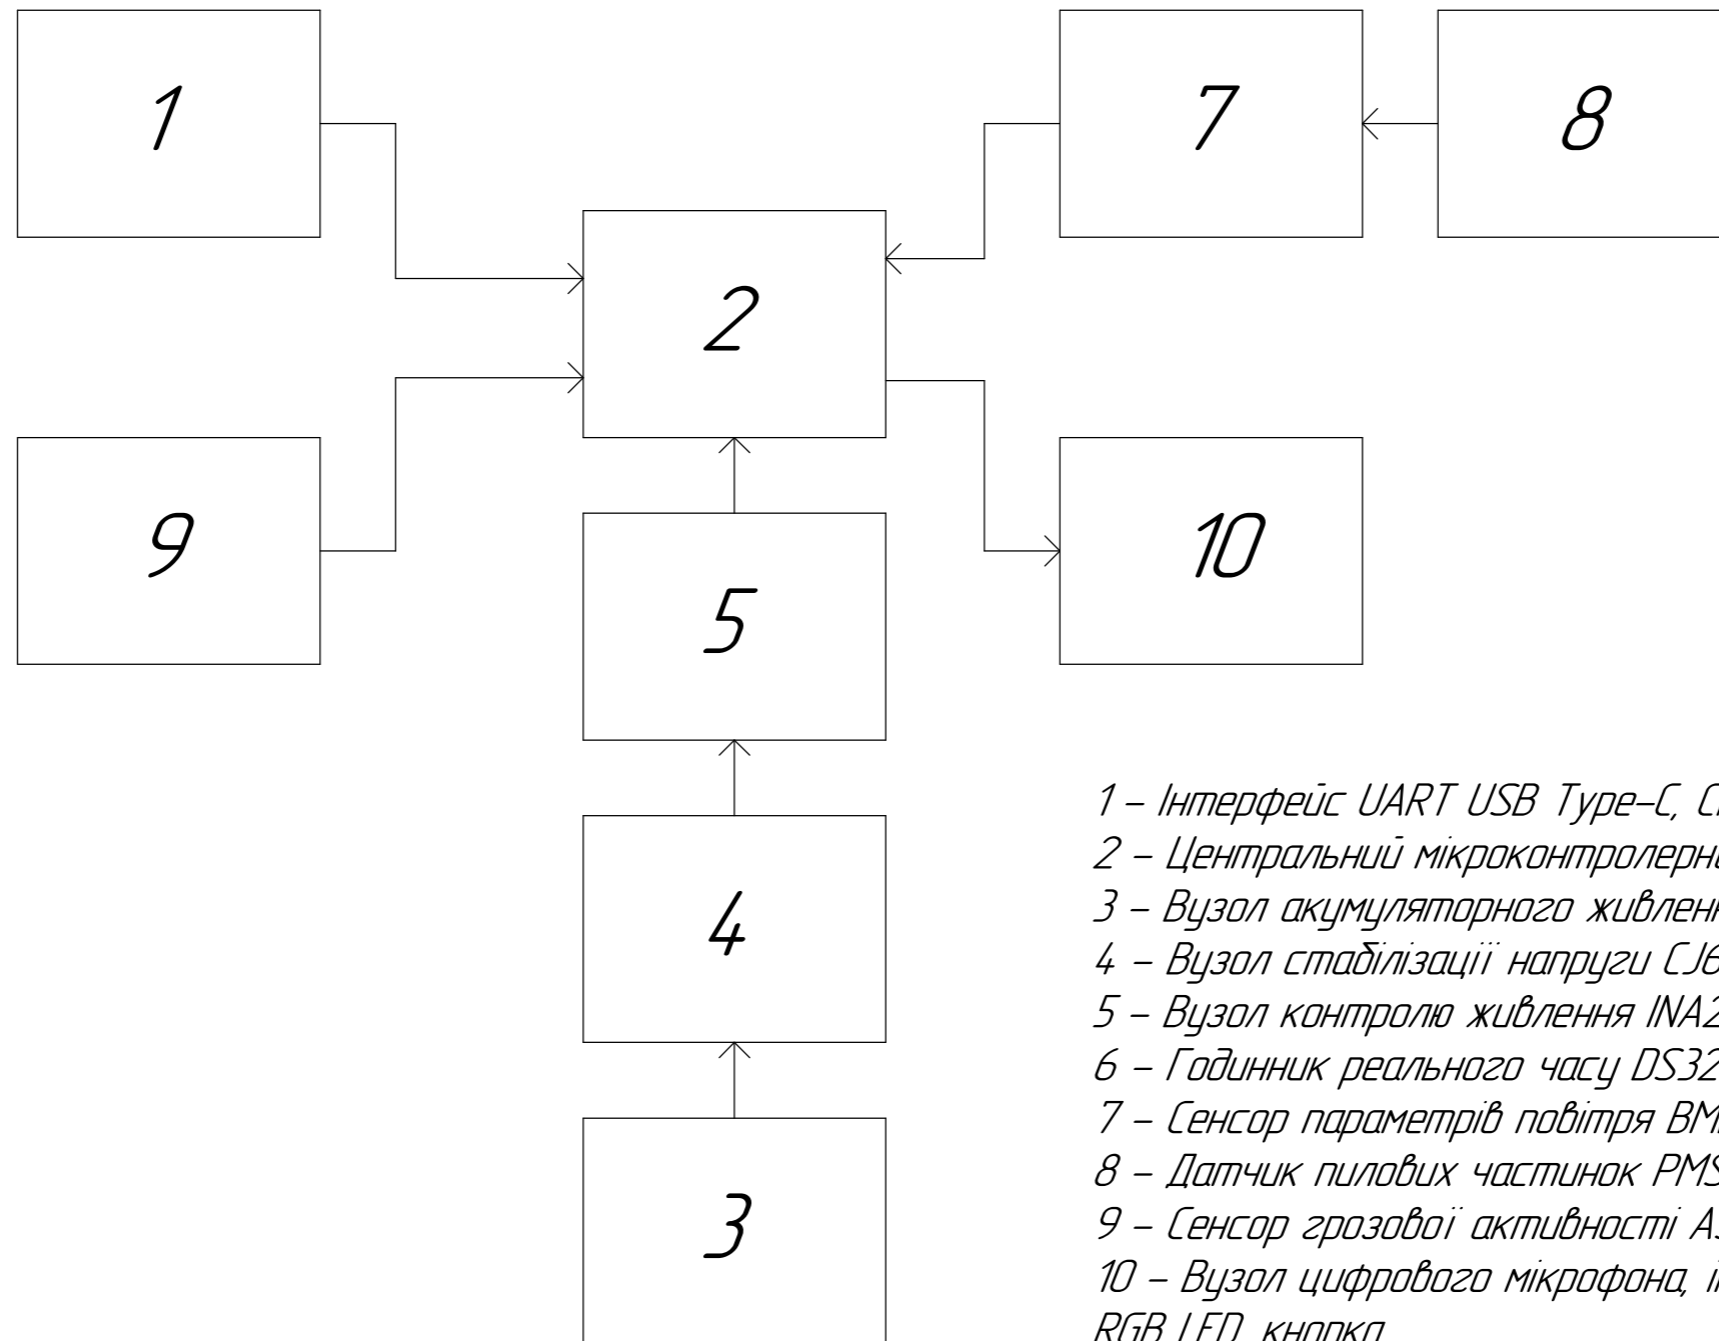 1
7
8
2
9
10
5
4
3
1 – Інтерфейс UART USB Type-C,
2 – Центральний
3 – Вузол акумуляторного
4 – Вузол стабілізації напруги
5 – Вузол контролю живлення
6 – Годинник реального часу
7 – Сенсор параметрів повітря
8 – Датчик пилових частинок
9 – Сенсор грозової активності
10 – Вузол цифрового мікрофона,
RGB LED, кнопка